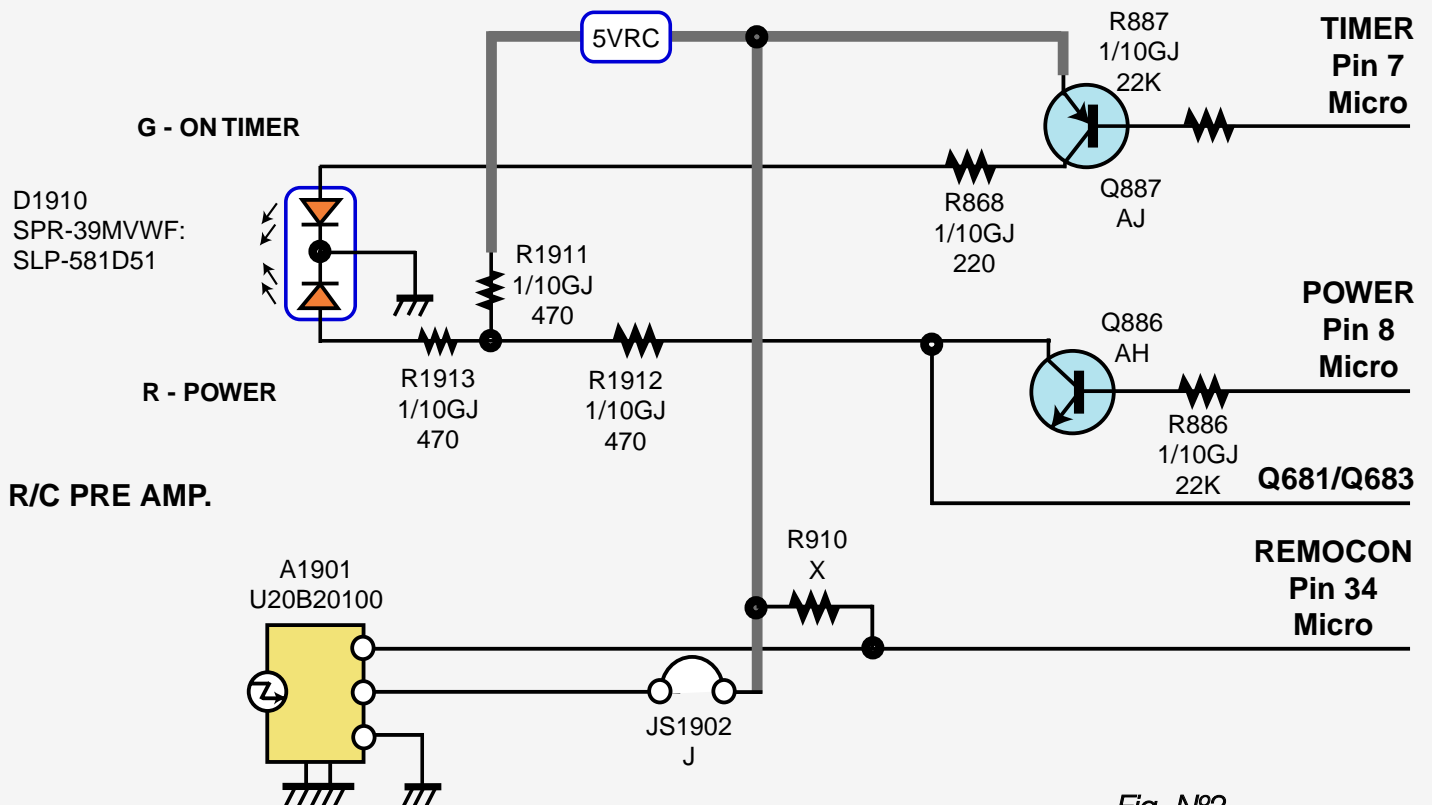 5VRC
R887
1/10GJ
22K
TIMER
Pin 7
Micro
G - ON TIMER
D1910
SPR-39MVWF:
SLP-581D51
R868
1/10GJ
220
Q887
AJ
R1911
1/10GJ
470
POWER
Pin 8
Micro
Q886
AH
R - POWER
R1913
1/10GJ
470
R1912
1/10GJ
470
R886
1/10GJ
22K
Q681/Q683
R/C PRE AMP.
R910
X
REMOCON
Pin 34
Micro
A1901
U20B20100
JS1902
J
Fig. Nº2